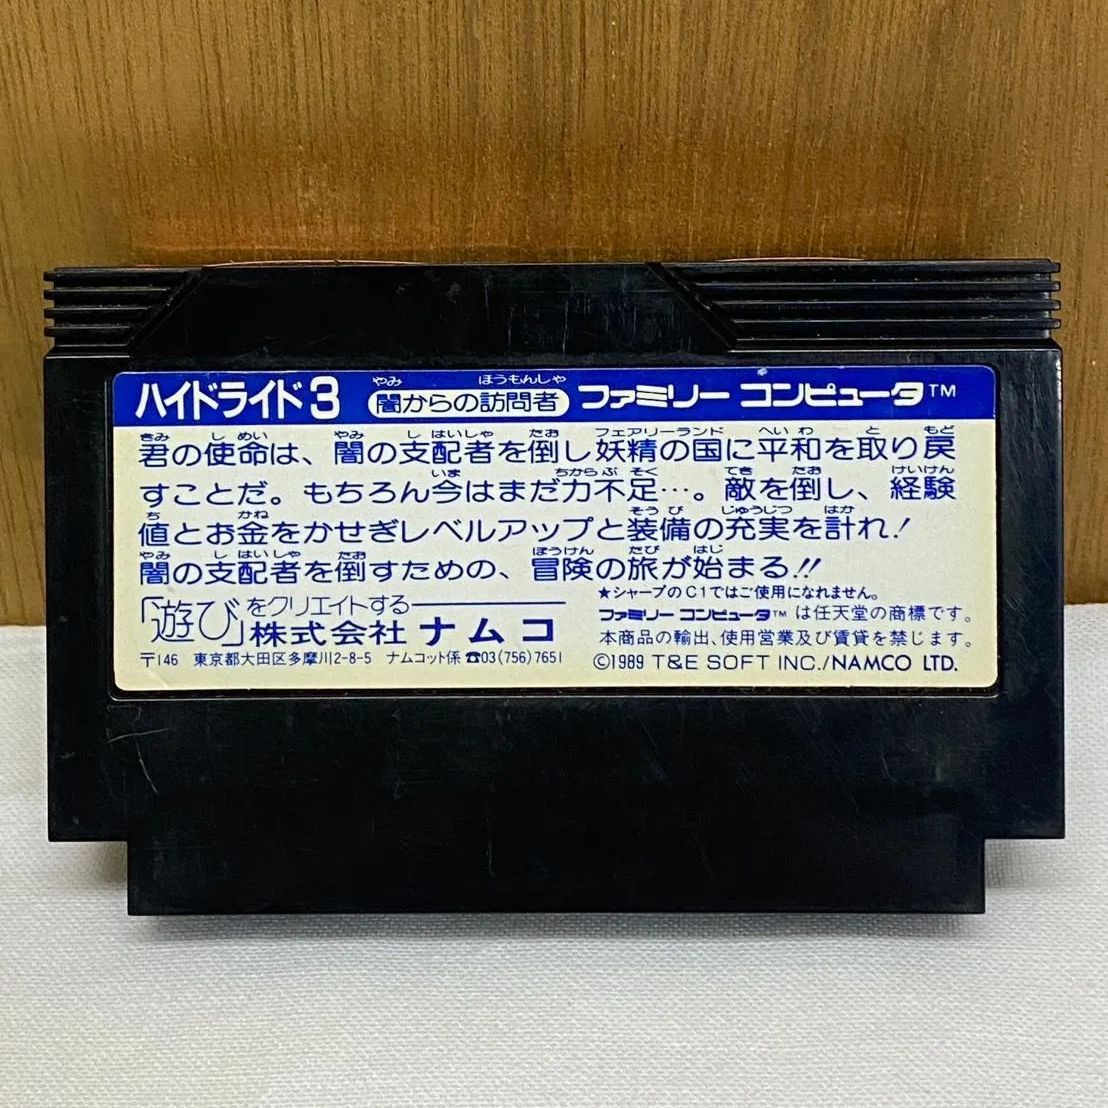 ハイドライド3 闇からの訪問者 ファミリーコンピュータ™
君の使命は、闇の支配者を倒し妖精の国に平和を取り戻
すことだ。もちろん今はまだ力不足…。敵を倒し、経験
値とお金をかせぎレベルアップと装備の充実を計れ!
闇の支配者を倒すための、冒険の旅が始まる!!
「遊び」をクリエイトする
株式会社ナムコ
〒146 東京都大田区多摩川2-8-5 ナムコット係 ☎03(756)7651
★シャープのC1ではご使用になれません。
ファミリーコンピュータ™は任天堂の商標です。
本商品の輸出、使用営業及び賃貸を禁じます。
©1989 T&E SOFT INC./NAMCO LTD.